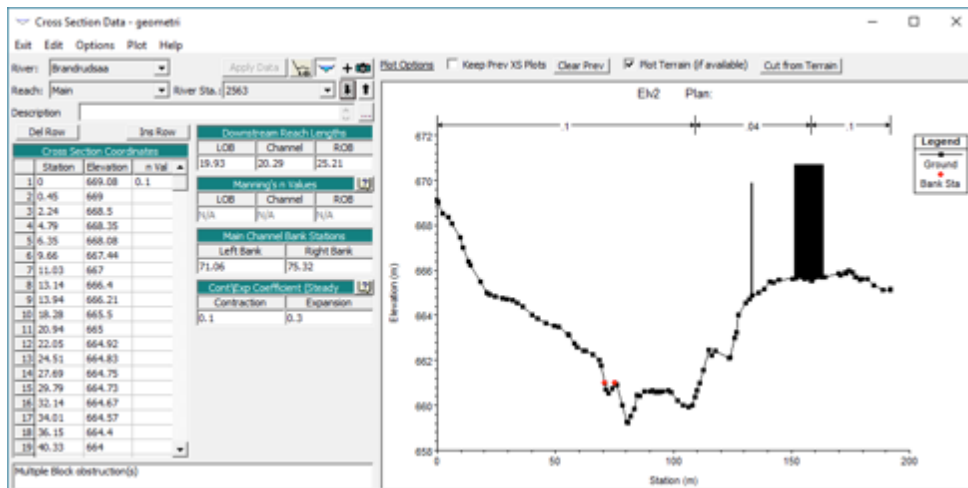 Cross Section Data - geometri
Exit Edit Options Plot Help
River: Brandrudsaa Apply Data
Reach: Main River Sta.: 2563
Description ...
Del Row Ins Row
Cross Section Coordinates
Station Elevation n Val
1 0 669.08 0.1
2 0.45 669
3 2.24 668.5
4 4.79 668.35
5 6.35 668.08
6 9.66 667.44
7 11.03 667
8 13.14 666.4
9 13.94 666.21
10 18.28 665.5
11 20.94 665
12 22.05 664.92
13 24.51 664.83
14 27.69 664.75
15 29.79 664.73
16 32.14 664.67
17 34.01 664.57
18 36.15 664.4
19 40.33 664
Downstream Reach Lengths
LOB Channel ROB
19.93 20.29 25.21
Manning's n Values
LOB Channel ROB
N/A N/A N/A
Main Channel Bank Stations
Left Bank Right Bank
71.06 75.32
Cont\Exp Coefficient (Steady
Contraction Expansion
0.1 0.3
Multiple Block obstruction(s)
Plot Options Keep Prev XS Plots Clear Prev Plot Terrain (if available) Cut from Terrain
Elv2 Plan:
.1 .04 .1
672
670
668
666
664
662
660
658
Elevation (m)
0 50 100 150 200
Station (m)
Legend
Ground
Bank Sta